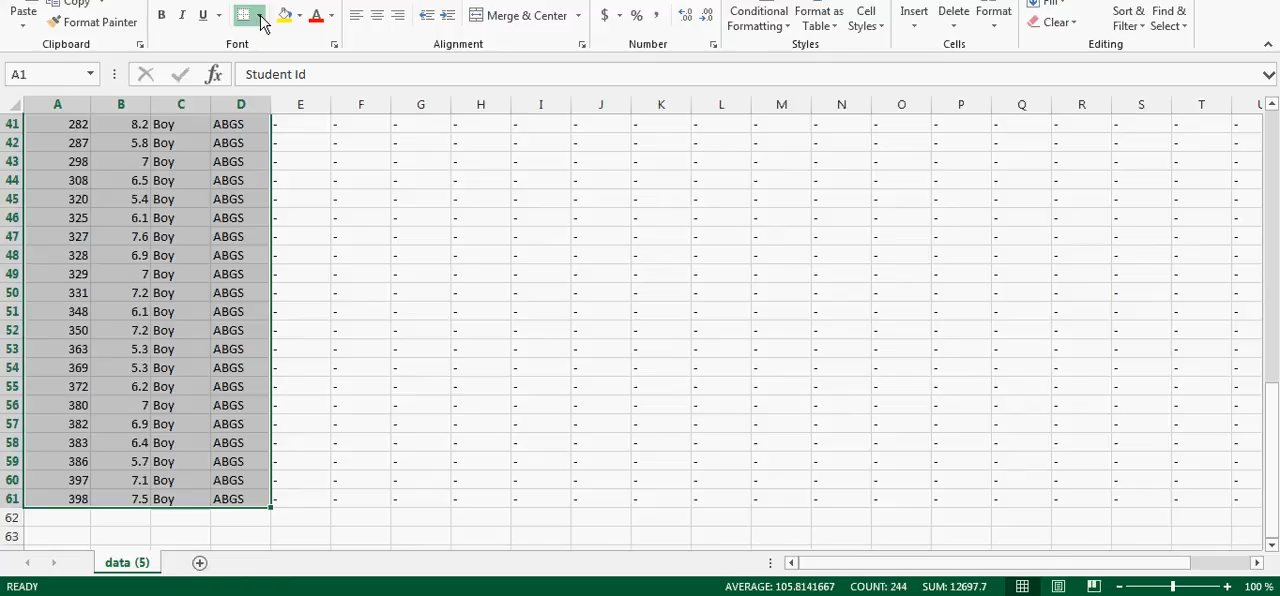 Paste Copy B I U Merge & Center $ % , .00 .0 Conditional Format as Cell Insert Delete Format Fill Sort & Find &
Format Painter Formatting Table Styles Clear Filter Select
Clipboard Font Alignment Number Styles Cells Editing
A1 fx Student Id
A B C D E F G H I J K L M N O P Q R S T
41 282 8.2 Boy ABGS - - - - - - - - - - - - - - - - -
42 287 5.8 Boy ABGS - - - - - - - - - - - - - - - - -
43 298 7 Boy ABGS - - - - - - - - - - - - - - - - -
44 308 6.5 Boy ABGS - - - - - - - - - - - - - - - - -
45 320 5.4 Boy ABGS - - - - - - - - - - - - - - - - -
46 325 6.1 Boy ABGS - - - - - - - - - - - - - - - - -
47 327 7.6 Boy ABGS - - - - - - - - - - - - - - - - -
48 328 6.9 Boy ABGS - - - - - - - - - - - - - - - - -
49 329 7 Boy ABGS - - - - - - - - - - - - - - - - -
50 331 7.2 Boy ABGS - - - - - - - - - - - - - - - - -
51 348 6.1 Boy ABGS - - - - - - - - - - - - - - - - -
52 350 7.2 Boy ABGS - - - - - - - - - - - - - - - - -
53 363 5.3 Boy ABGS - - - - - - - - - - - - - - - - -
54 369 5.3 Boy ABGS - - - - - - - - - - - - - - - - -
55 372 6.2 Boy ABGS - - - - - - - - - - - - - - - - -
56 380 7 Boy ABGS - - - - - - - - - - - - - - - - -
57 382 6.9 Boy ABGS - - - - - - - - - - - - - - - - -
58 383 6.4 Boy ABGS - - - - - - - - - - - - - - - - -
59 386 5.7 Boy ABGS - - - - - - - - - - - - - - - - -
60 397 7.1 Boy ABGS - - - - - - - - - - - - - - - - -
61 398 7.5 Boy ABGS - - - - - - - - - - - - - - - - -
62
63
data (5)
READY AVERAGE: 105.8141667 COUNT: 244 SUM: 12697.7 100 %